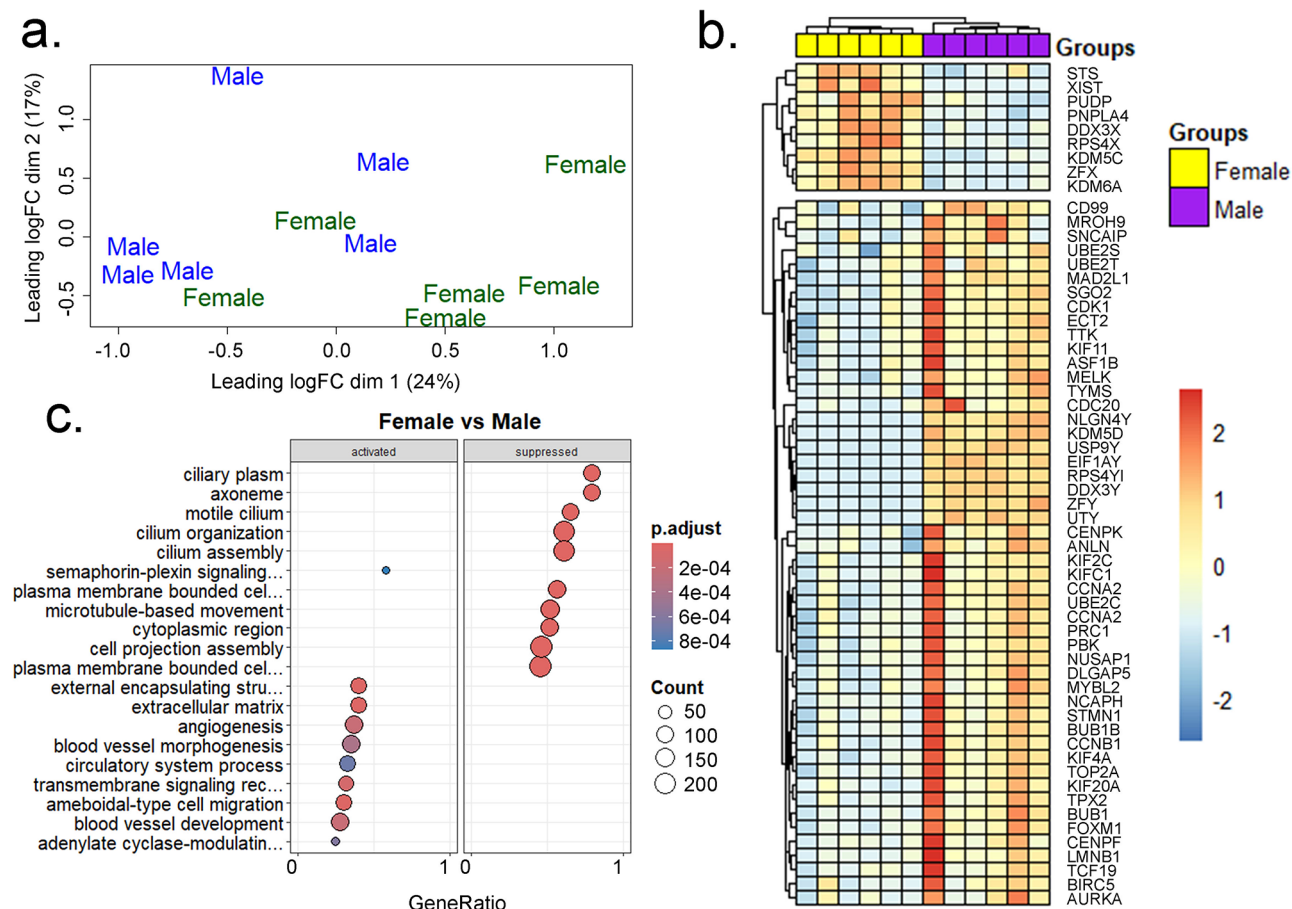 a.
Leading logFC dim 2 (17%)
1.0
0.5
0.0
-0.5
Male
Male
Female
Female
Male
Male
Male
Male
Female
Female
Female
Female
-1.0 -0.5 0.0 0.5 1.0
Leading logFC dim 1 (24%)
b.
Groups
STS
XIST
PUDP
PNPLA4
DDX3X
RPS4X
KDM5C
ZFX
KDM6A
CD99
MROH9
SNCAIP
UBE2S
UBE2T
MAD2L1
SGO2
CDK1
ECT2
TTK
KIF11
ASF1B
MELK
TYMS
CDC20
NLGN4Y
KDM5D
USP9Y
EIF1AY
RPS4YI
DDX3Y
ZFY
UTY
CENPK
ANLN
KIF2C
KIFC1
CCNA2
UBE2C
CCNA2
PRC1
PBK
NUSAP1
DLGAP5
MYBL2
NCAPH
STMN1
BUB1B
CCNB1
KIF4A
TOP2A
KIF20A
TPX2
BUB1
FOXM1
CENPF
LMNB1
TCF19
BIRC5
AURKA
Groups
Female
Male
2
1
0
-1
-2
c.
Female vs Male
activated suppressed
ciliary plasm
axoneme
motile cilium
cilium organization
cilium assembly
semaphorin-plexin signaling...
plasma membrane bounded cel...
microtubule-based movement
cytoplasmic region
cell projection assembly
plasma membrane bounded cel...
external encapsulating stru...
extracellular matrix
angiogenesis
blood vessel morphogenesis
circulatory system process
transmembrane signaling rec...
ameboidal-type cell migration
blood vessel development
adenylate cyclase-modulatin...
0 1 0 1
GeneRatio
p.adjust
2e-04
4e-04
6e-04
8e-04
Count
50
100
150
200